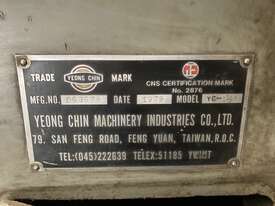 TRADE YEONG CHIN MARK
CNS CERTIFICATION MARK
No. 2876
MFG.NO. DATE 1979 MODEL
YEONG CHIN MACHINERY INDUSTRIES CO.,LTD.
79, SAN FENG ROAD, FENG YUAN, TAIWAN, R.O.C.
TEL:(045)222639 TELEX:51185